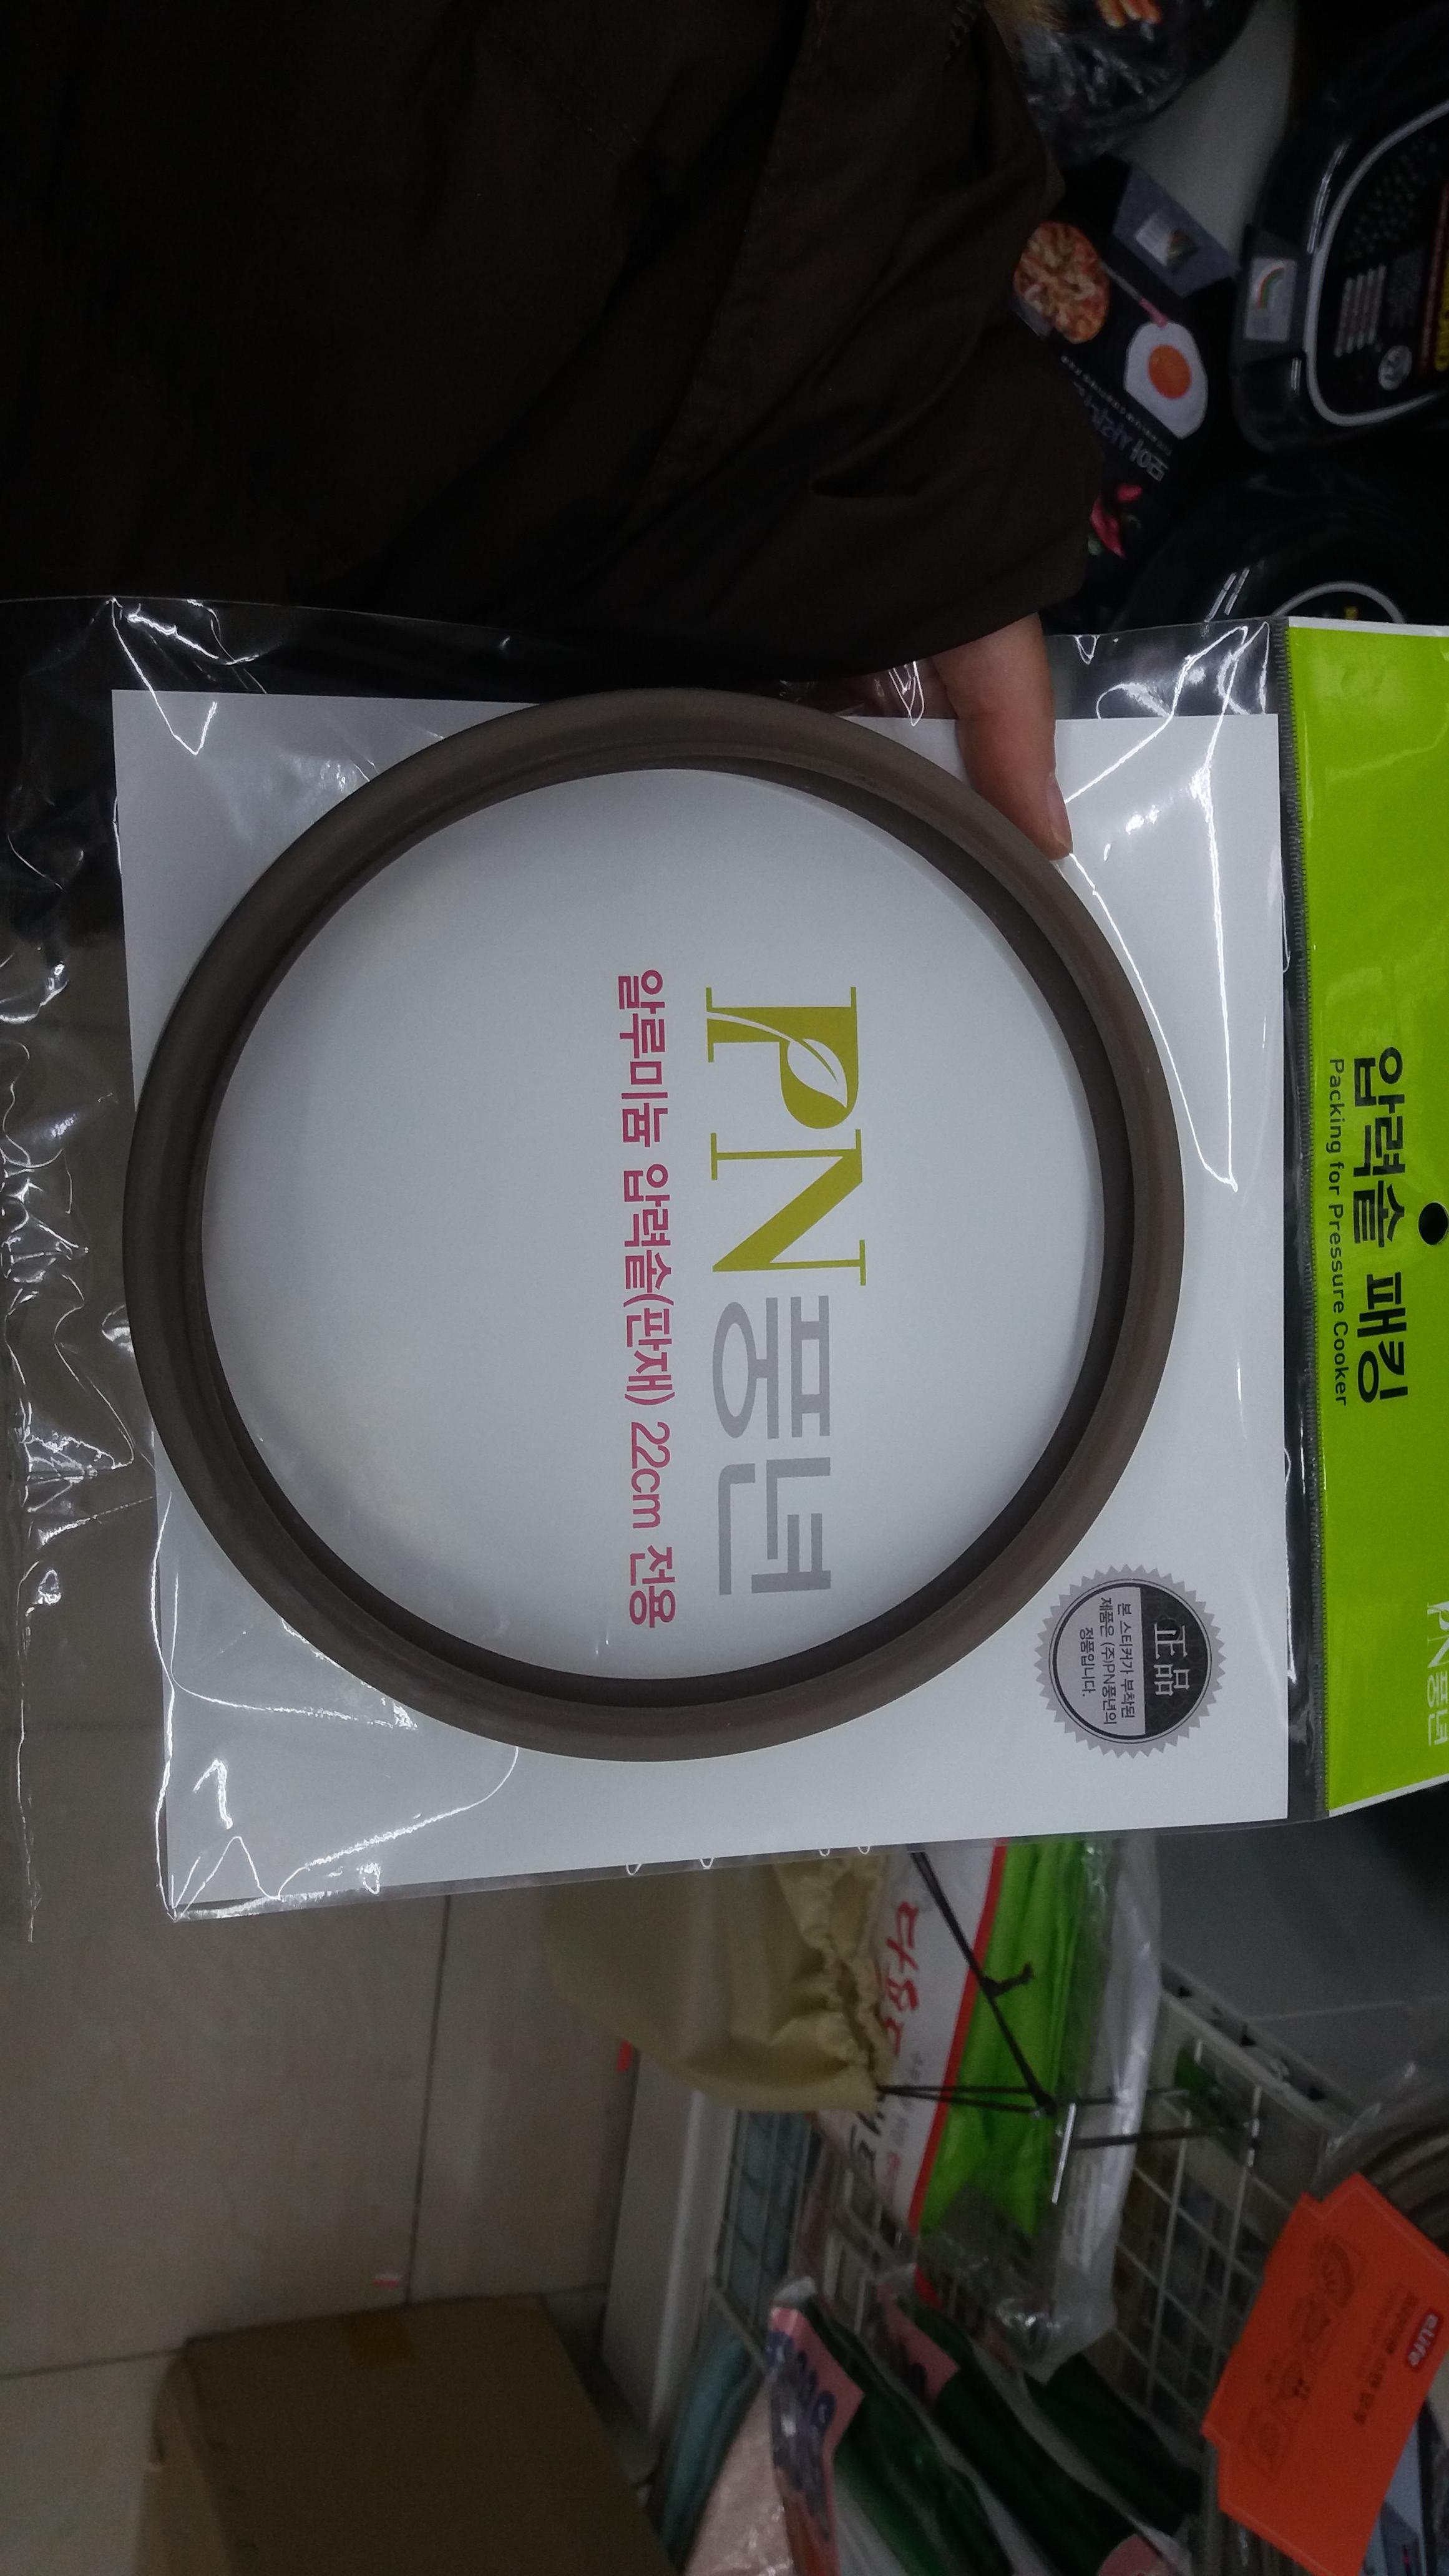 압력솥 패킹
Packing for Pressure Cooker
PN풍년
PN풍년
알루미늄 압력솥(판재) 22cm 전용
正品
본 스티커가 부착된
제품은 (주)PN풍년의
정품입니다.
eLife